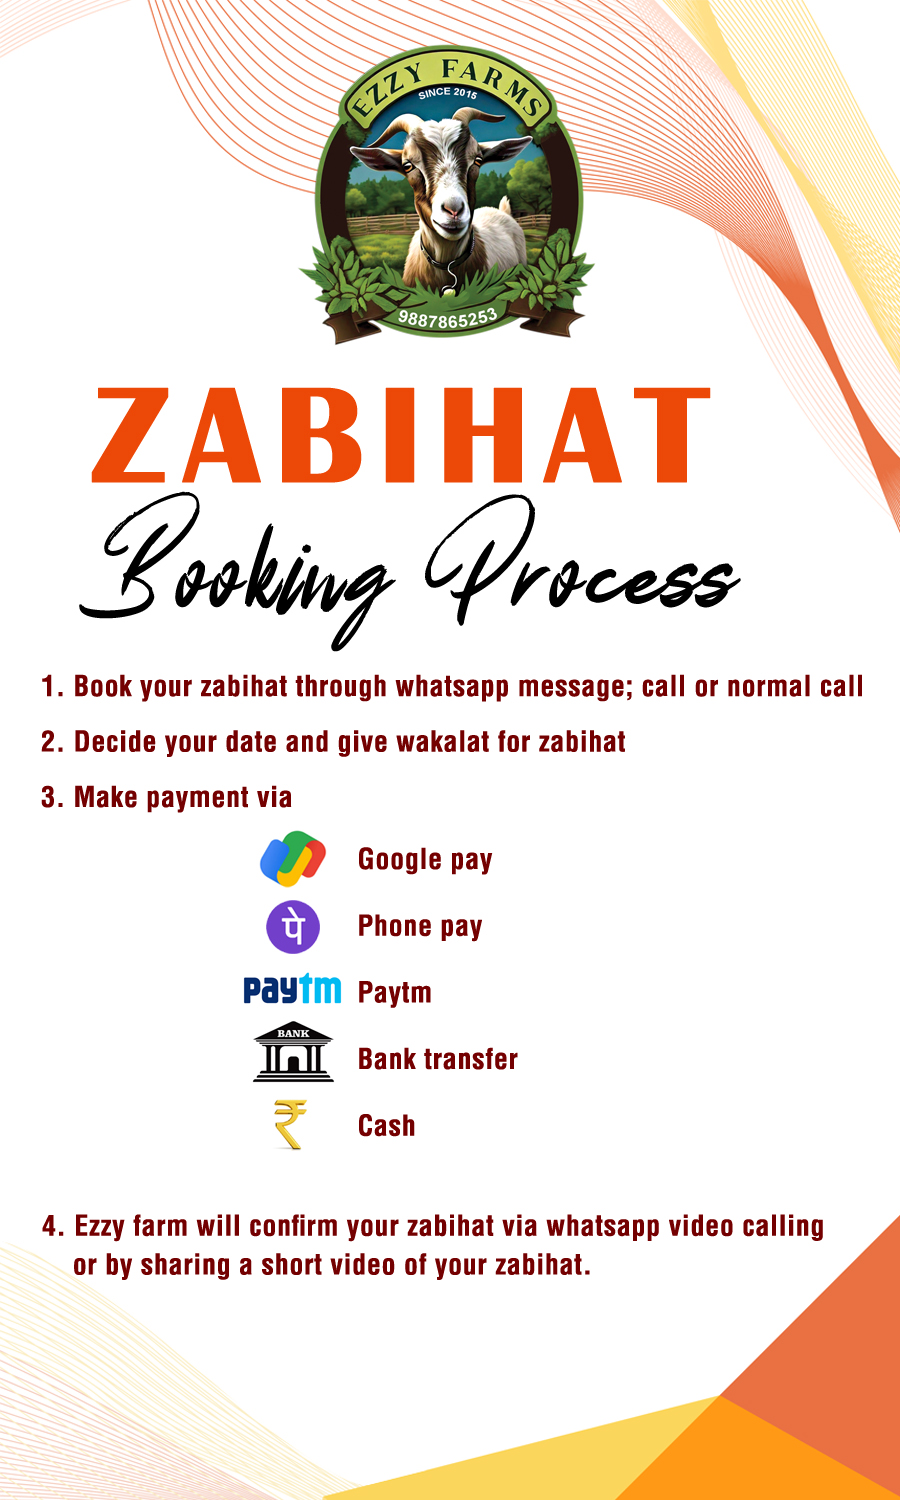 EZZY FARMS
SINCE 2015
9887865253
ZABIHAT
Booking Process
1. Book your zabihat through whatsapp message; call or normal call
2. Decide your date and give wakalat for zabihat
3. Make payment via
Google pay
पे Phone pay
paytm Paytm
BANK
Bank transfer
₹ Cash
4. Ezzy farm will confirm your zabihat via whatsapp video calling
or by sharing a short video of your zabihat.